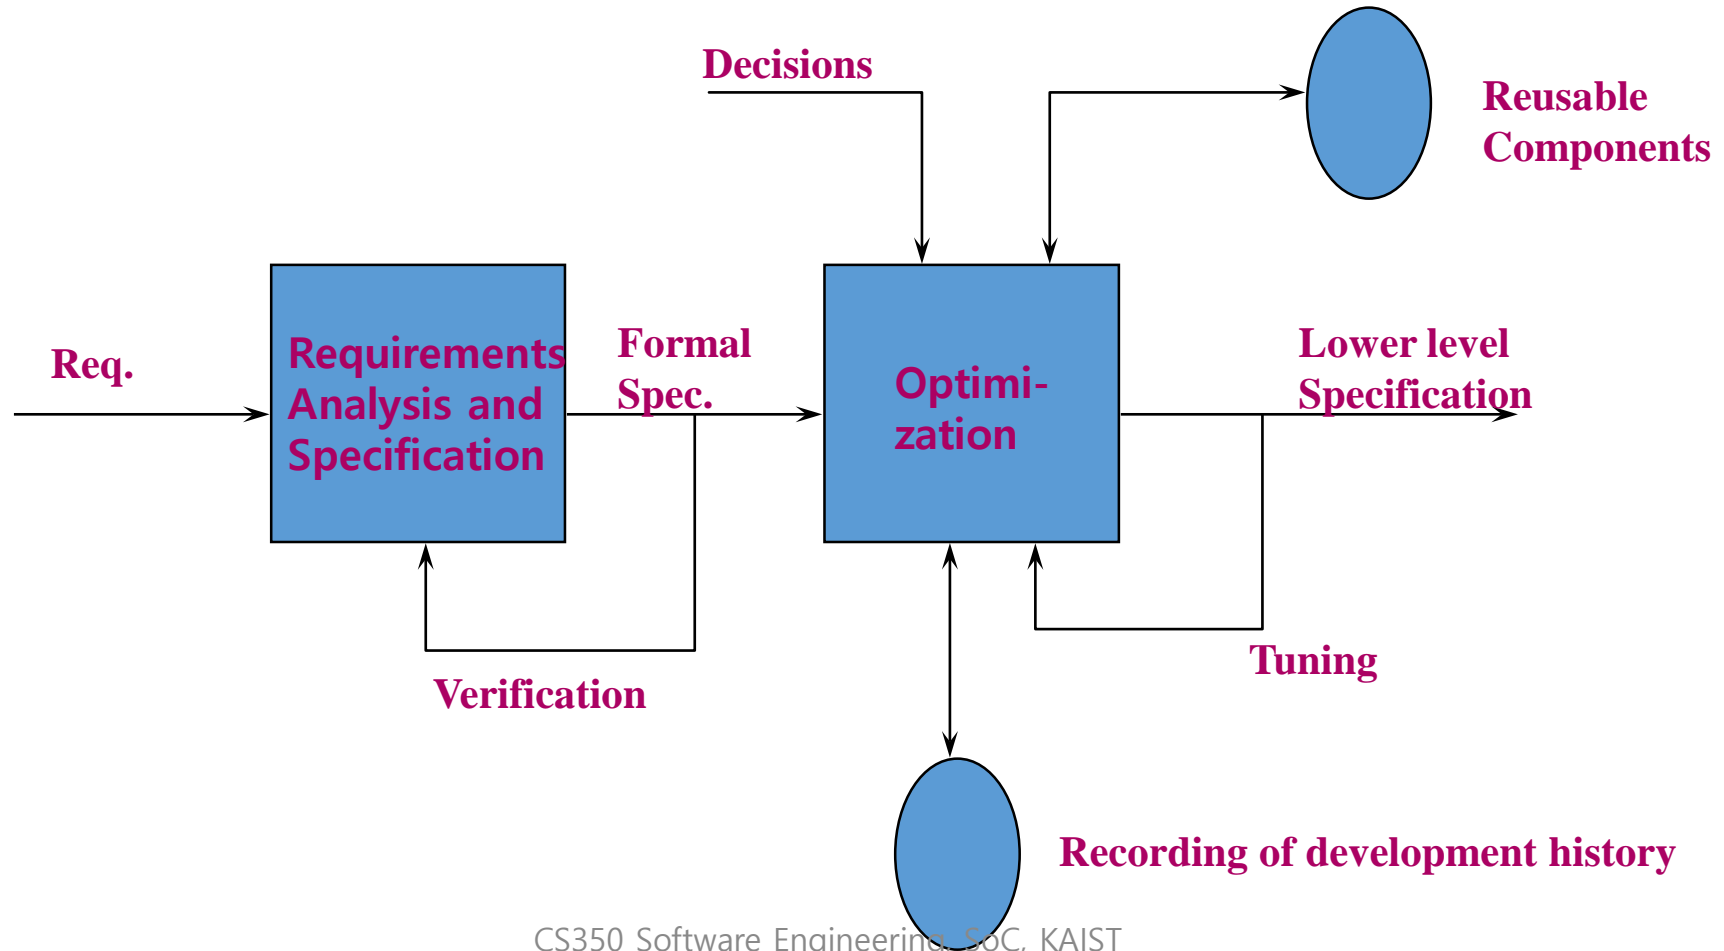 Decisions
Reusable
Components
Req.
Requirements
Analysis and
Specification
Formal
Spec.
Optimi-
zation
Lower level
Specification
Verification
Tuning
Recording of development history
CS350 Software Engineering, SoC, KAIST